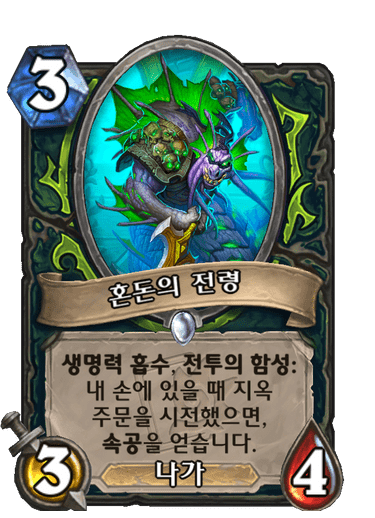 3
혼돈의 전령
생명력 흡수, 전투의 함성:
내 손에 있을 때 지옥
주문을 시전했으면,
속공을 얻습니다.
나가
3
4